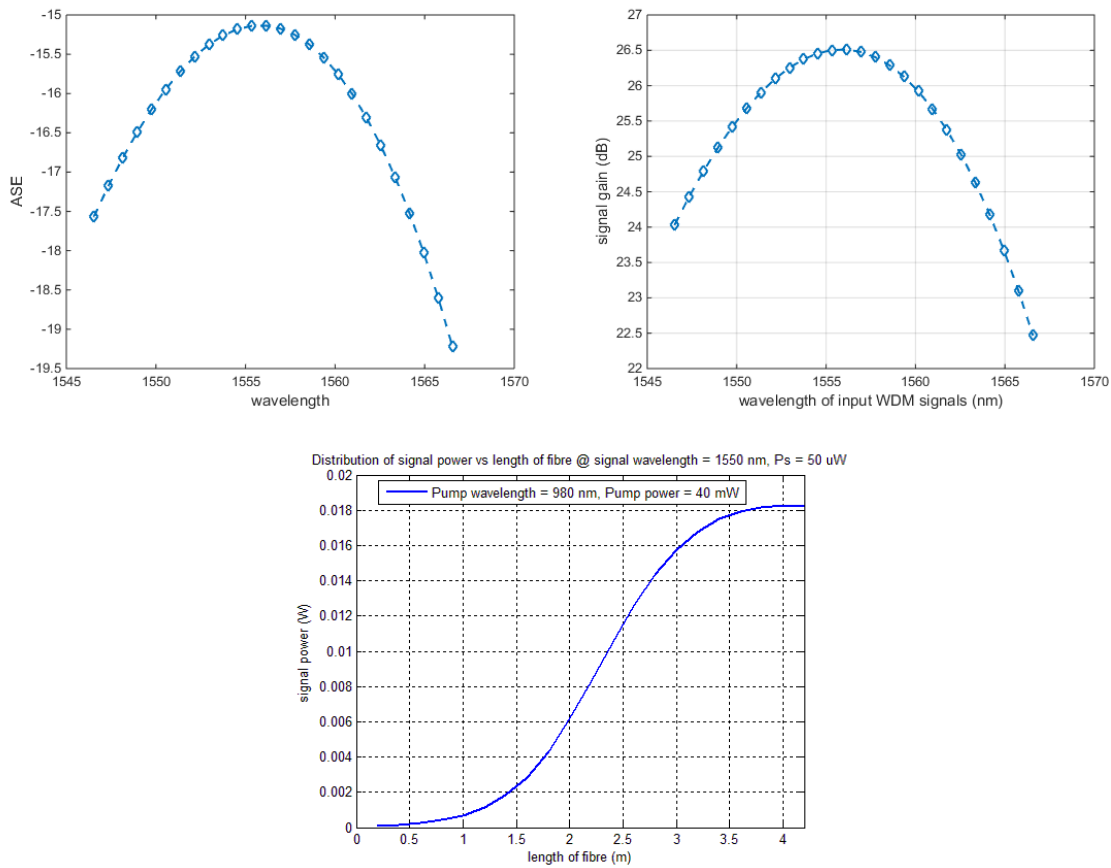 -15
-15.5
-16
-16.5
-17
-17.5
-18
-18.5
-19
-19.5
ASE
1545 1550 1555 1560 1565 1570
wavelength
27
26.5
26
25.5
25
24.5
24
23.5
23
22.5
22
signal gain (dB)
1545 1550 1555 1560 1565 1570
wavelength of input WDM signals (nm)
Distribution of signal power vs length of fibre @ signal wavelength = 1550 nm, Ps = 50 uW
Pump wavelength = 980 nm, Pump power = 40 mW
0.02
0.018
0.016
0.014
0.012
0.01
0.008
0.006
0.004
0.002
0
signal power (W)
0 0.5 1 1.5 2 2.5 3 3.5 4
length of fibre (m)